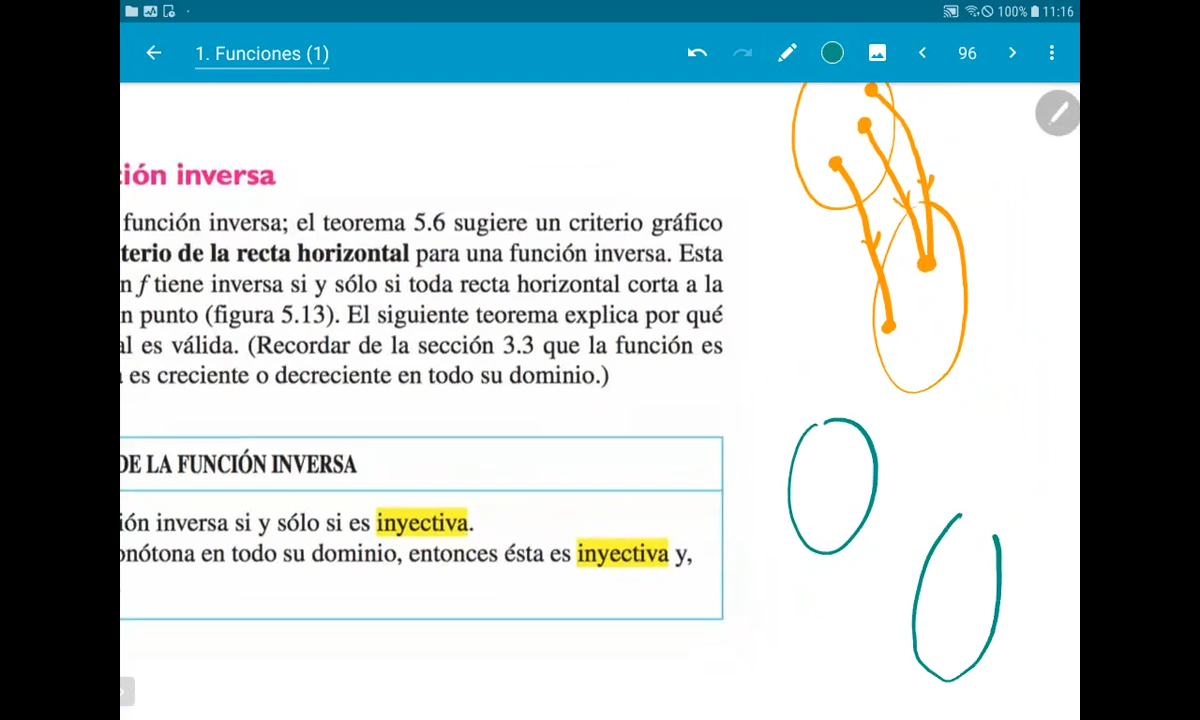 100% 11:16
1. Funciones (1)
96
ción inversa
función inversa; el teorema 5.6 sugiere un criterio gráfico
terio de la recta horizontal para una función inversa. Esta
n f tiene inversa si y sólo si toda recta horizontal corta a la
n punto (figura 5.13). El siguiente teorema explica por qué
al es válida. (Recordar de la sección 3.3 que la función es
es creciente o decreciente en todo su dominio.)
DE LA FUNCIÓN INVERSA
ión inversa si y sólo si es inyectiva.
onótona en todo su dominio, entonces ésta es inyectiva y,